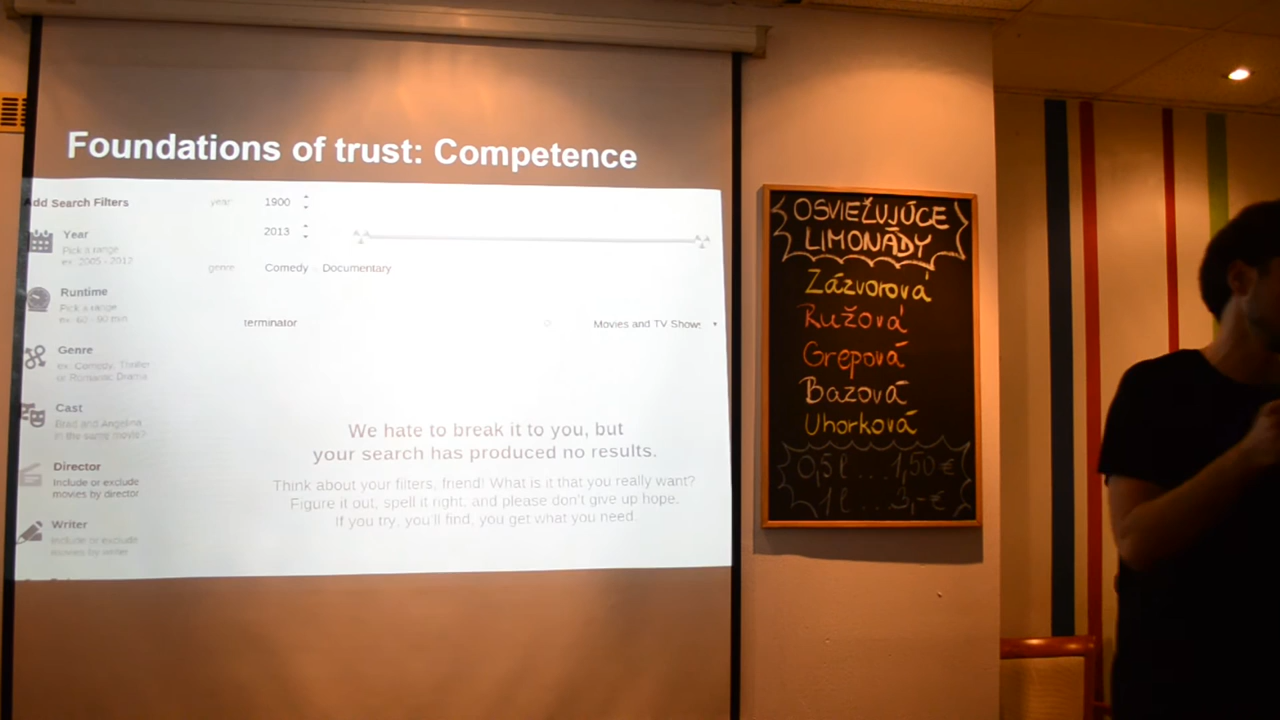 Foundations of trust: Competence
Add Search Filters
Year
Pick a range
ex: 2005 - 2012
Runtime
Pick a range
ex: 60 - 90 min
Genre
ex: Comedy, Thriller
or Romantic Drama
Cast
Brad and Angelina
in the same movie?
Director
Include or exclude
movies by director
Writer
Include or exclude
movies by writer
year 1900
2013
genre Comedy Documentary
terminator
Movies and TV Shows
We hate to break it to you, but
your search has produced no results.
Think about your filters, friend! What is it that you really want?
Figure it out, spell it right, and please don't give up hope.
If you try, you'll find, you get what you need.
OSVIEŽUJÚCE
LIMONÁDY
Zázvorová
Ružová
Grepová
Bazová
Uhorková
0,5l ... 1,50 €
1l ... 3,- €